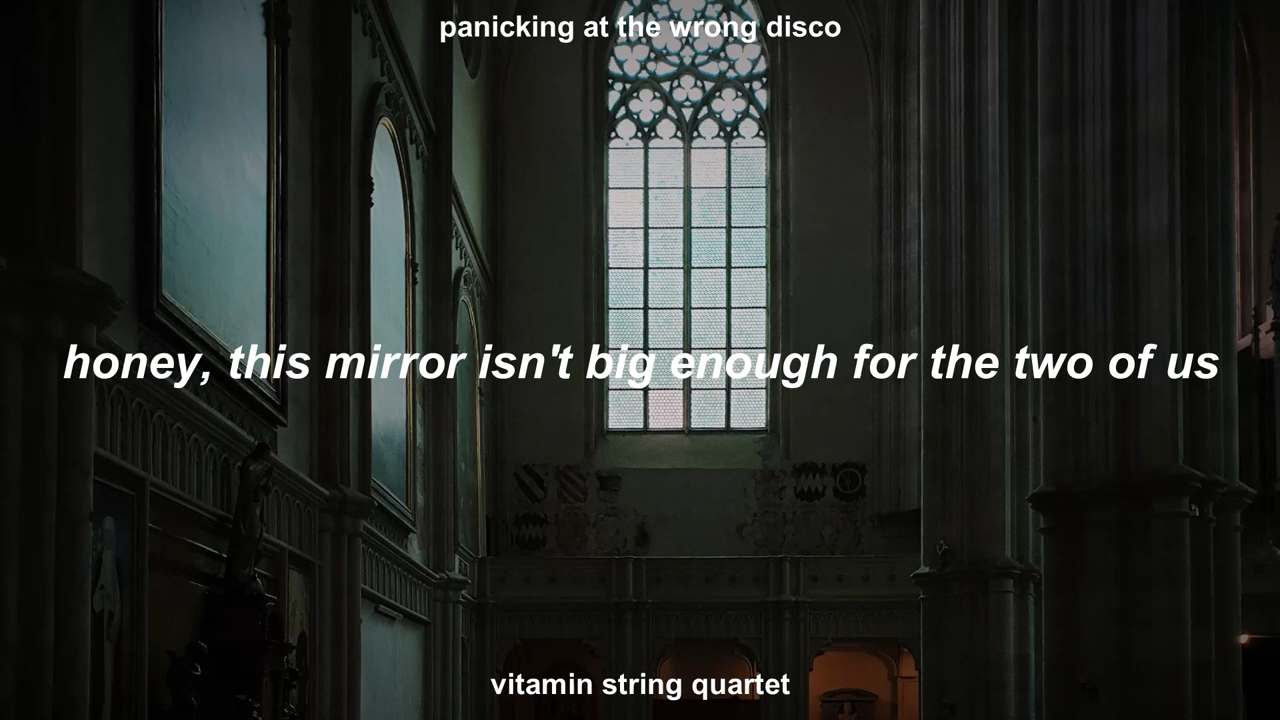 panicking at the wrong disco
honey, this mirror isn't big enough for the two of us
vitamin string quartet